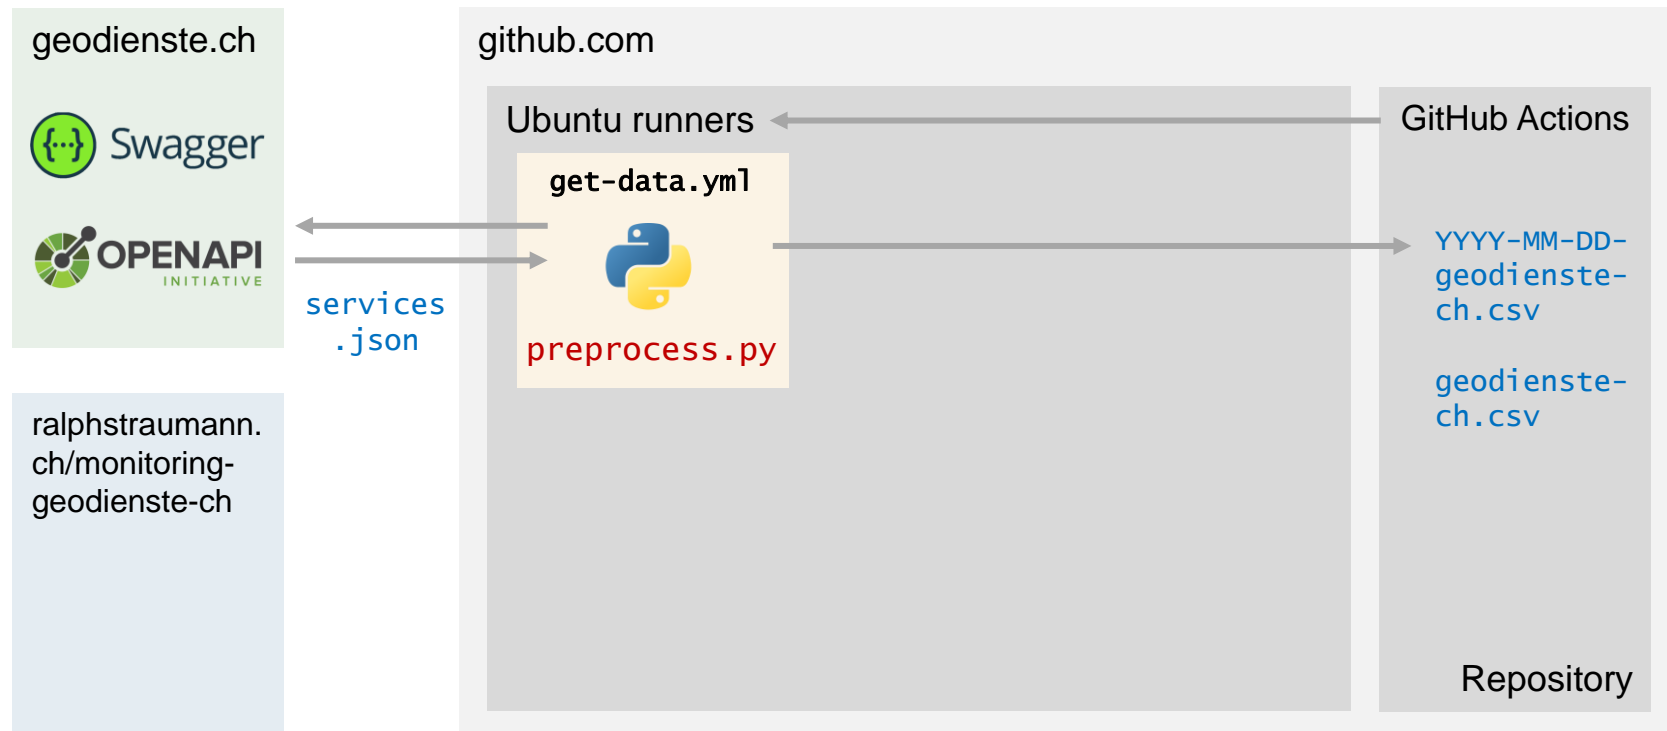 geodienste.ch
Swagger
OPENAPI
INITIATIVE
services
.json
ralphstraumann.
ch/monitoring-
geodienste-ch
github.com
Ubuntu runners
get-data.yml
preprocess.py
GitHub Actions
YYYY-MM-DD-
geodienste-
ch.csv
geodienste-
ch.csv
Repository